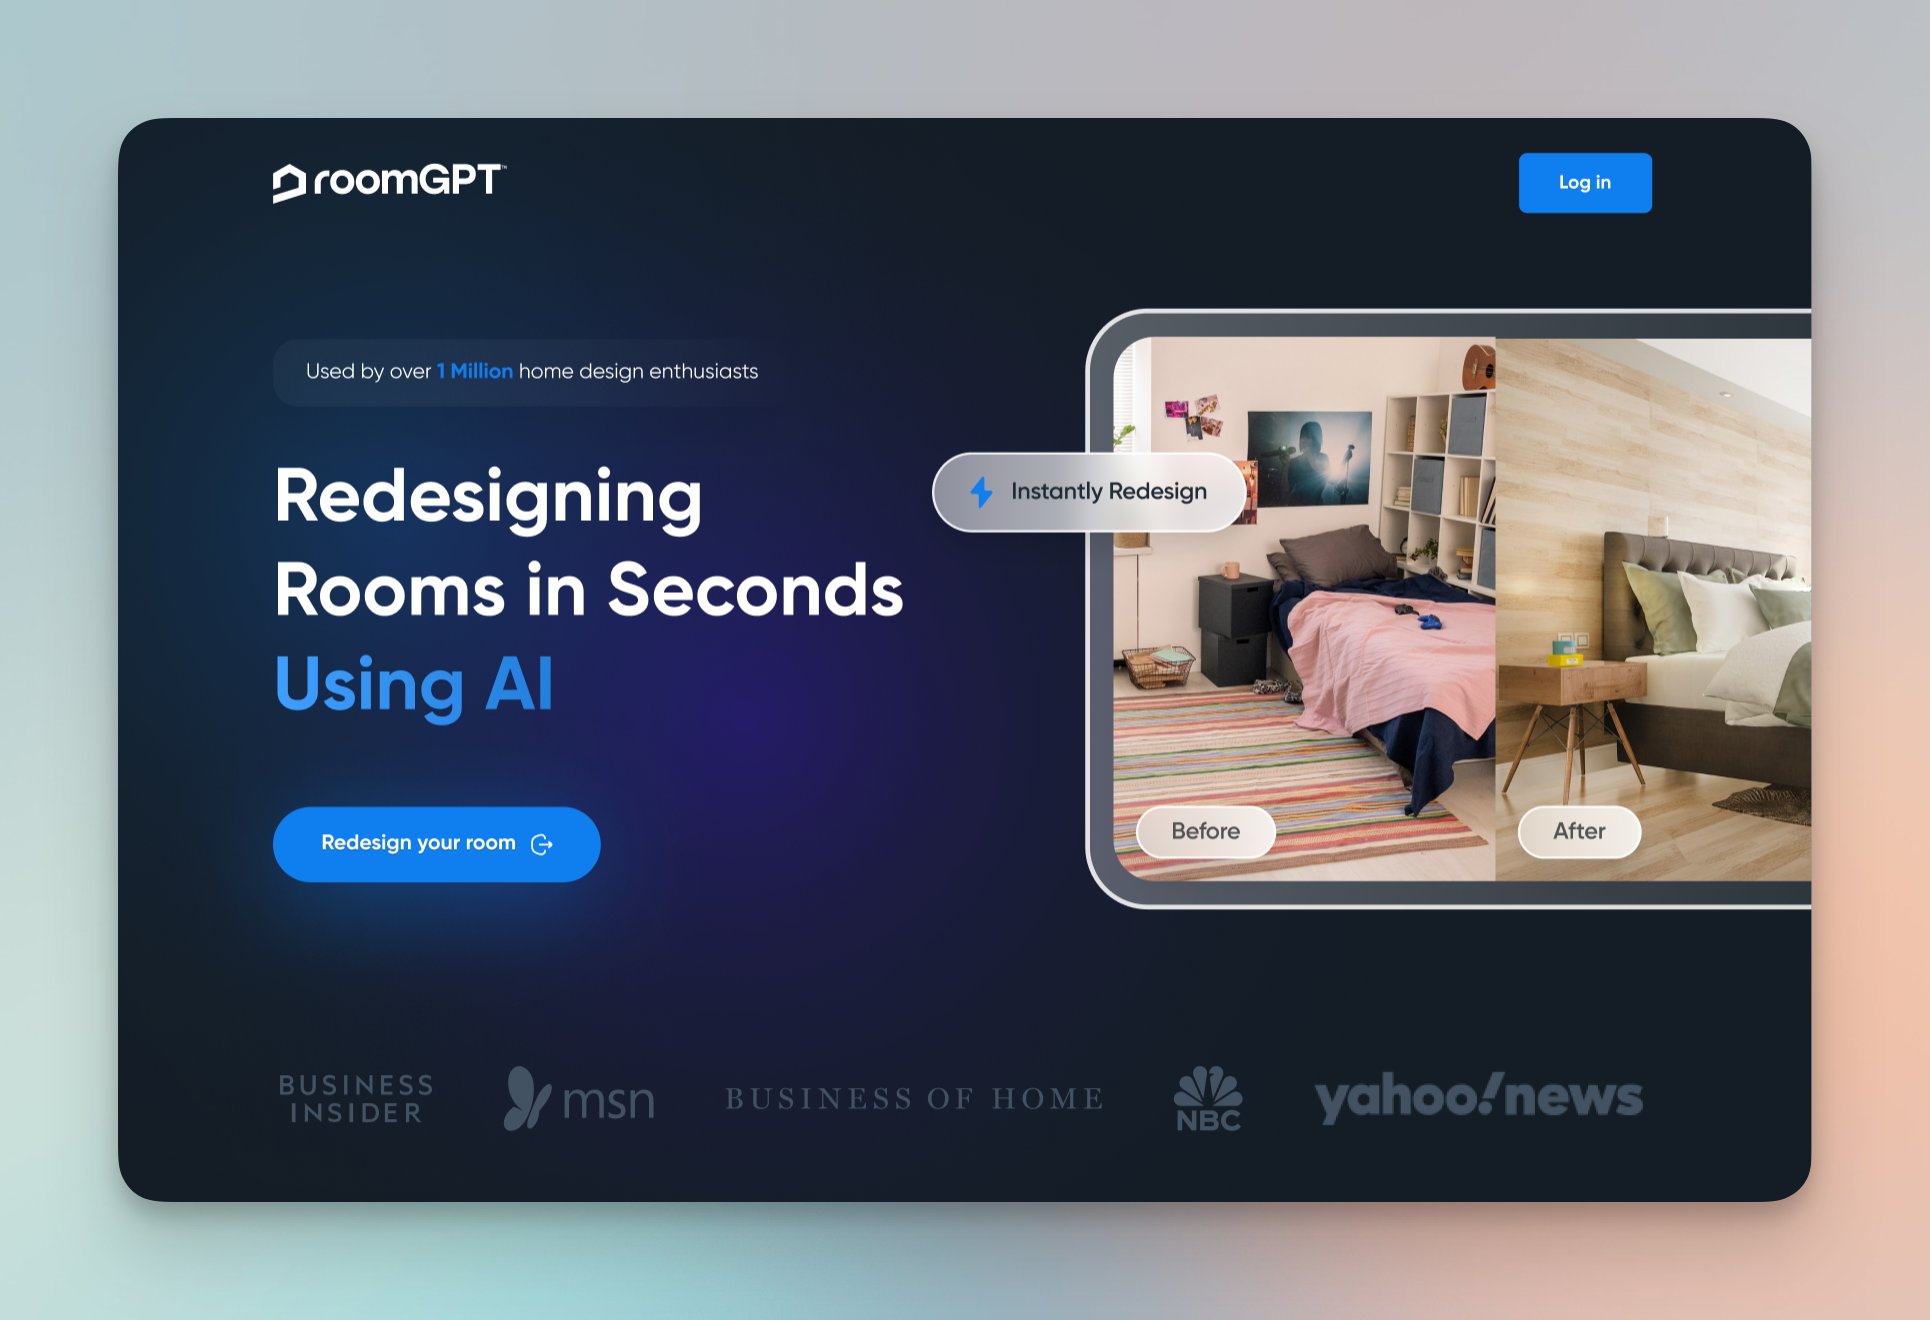 roomGPT™
Log in
Used by over 1 Million home design enthusiasts
Redesigning
Rooms in Seconds
Using AI
Redesign your room
Instantly Redesign
Before
After
BUSINESS
INSIDER
msn
BUSINESS OF HOME
NBC
yahoo!news